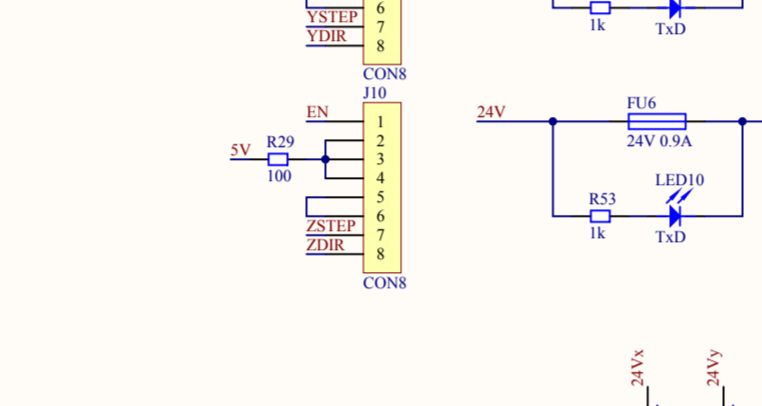 6
YSTEP
7
YDIR
8
CON8
1k
TxD
J10
EN
1
2
5V
R29
3
100
4
5
6
ZSTEP
7
ZDIR
8
CON8
24V
FU6
24V 0.9A
LED10
R53
1k
TxD
24Vx
24Vy